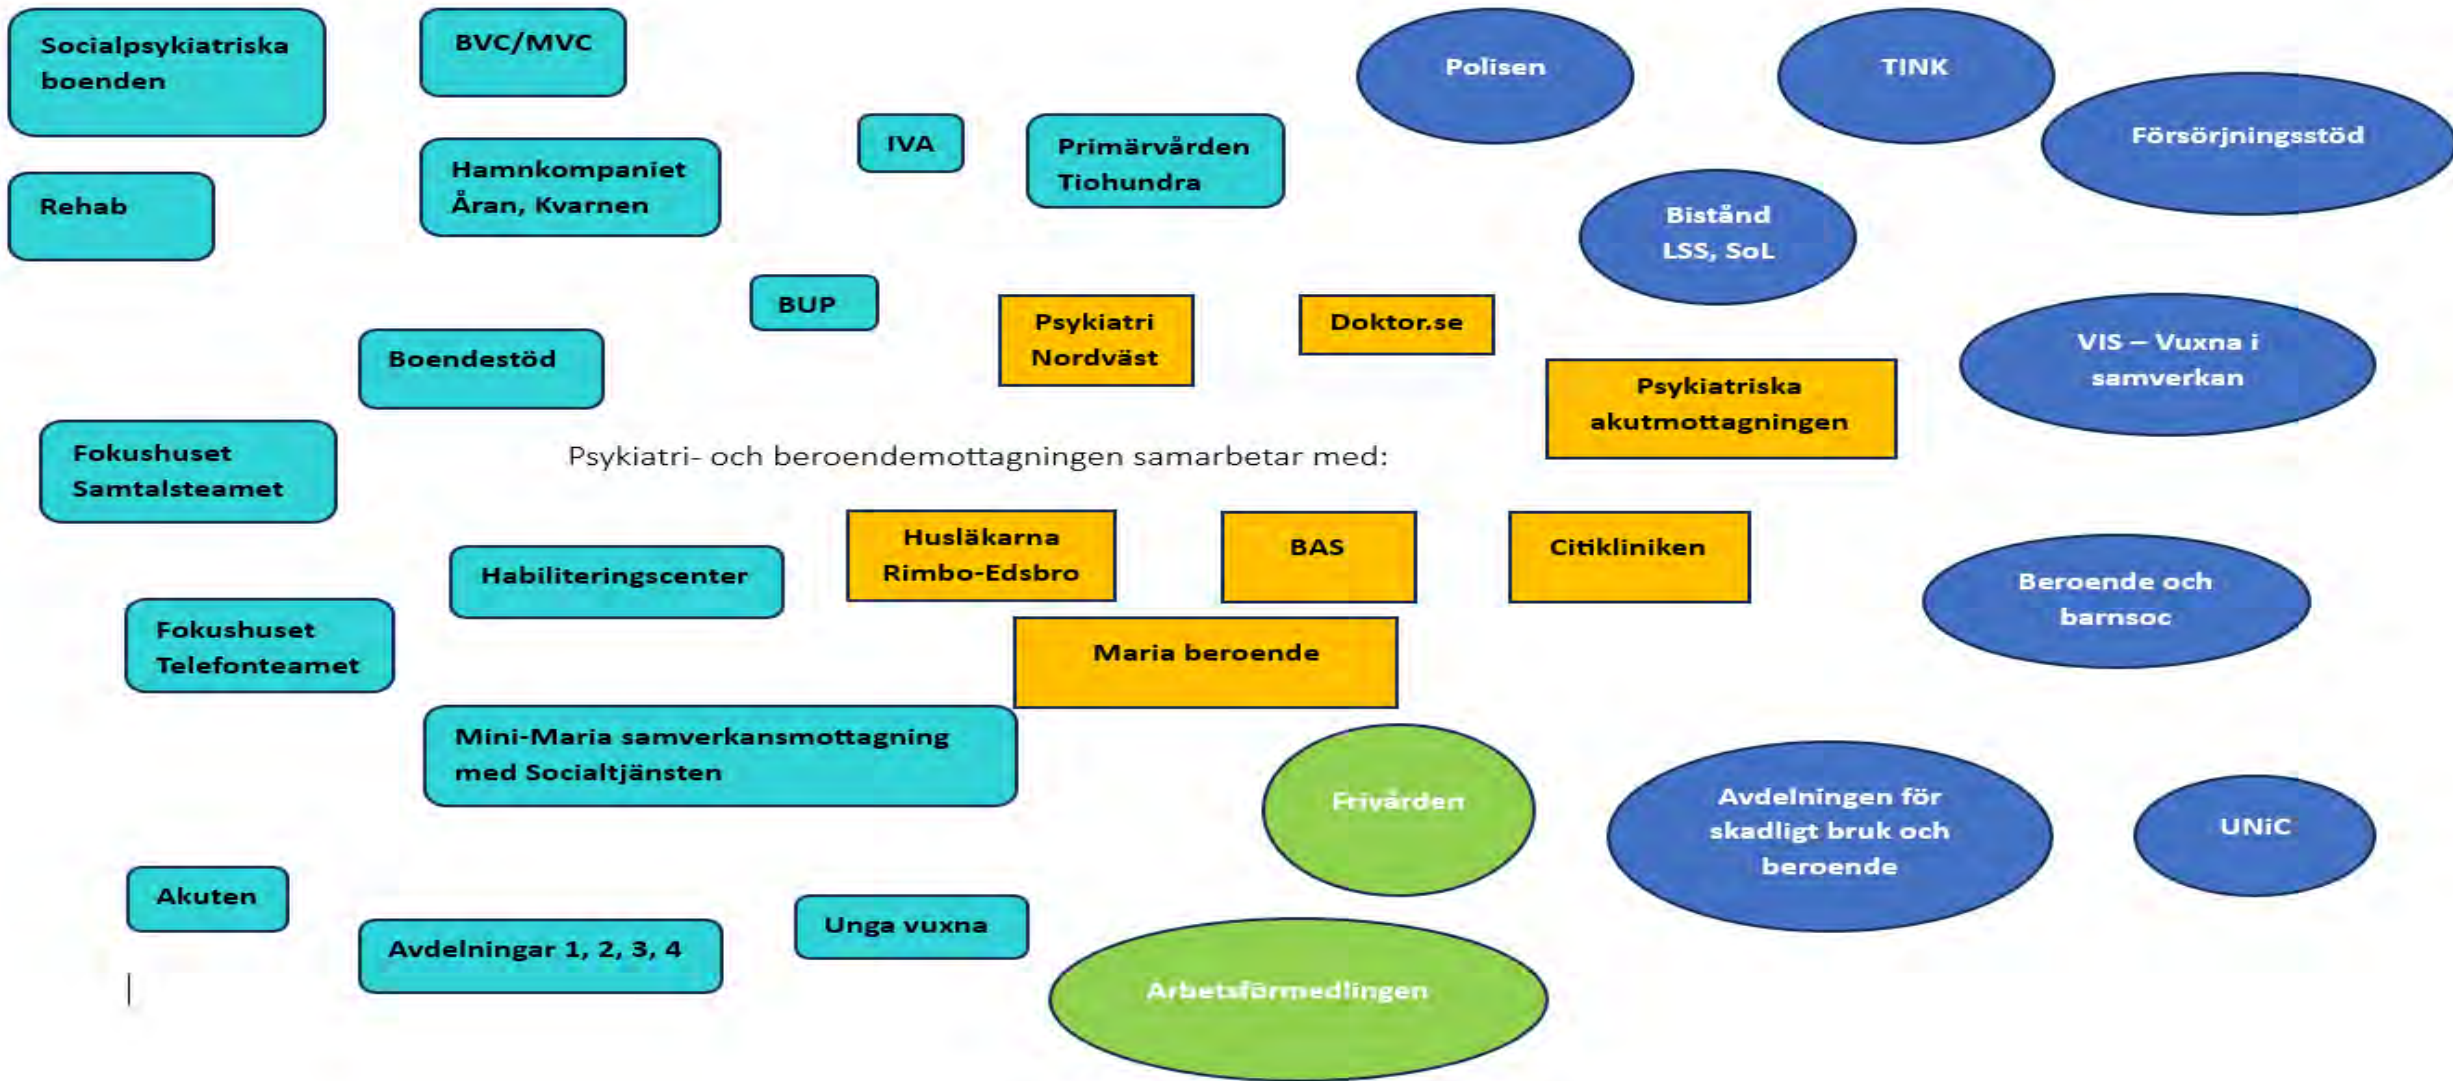 Socialpsykiatriska
boenden
BVC/MVC
Polisen
TINK
Försörjningsstöd
IVA
Primärvården
Tiohundra
Hamnkompaniet
Åran, Kvarnen
Rehab
Bistånd
LSS, SoL
BUP
Psykiatri
Nordväst
Doktor.se
VIS – Vuxna i
samverkan
Boendestöd
Psykiatriska
akutmottagningen
Fokushuset
Samtalsteamet
Psykiatri- och beroendemottagningen samarbetar med:
Husläkarna
Rimbo-Edsbro
BAS
Citikliniken
Habiliteringscenter
Beroende och
barnsoc
Fokushuset
Telefonteamet
Maria beroende
Mini-Maria samverkansmottagning
med Socialtjänsten
Frivården
Avdelningen för
skadligt bruk och
beroende
UNiC
Akuten
Unga vuxna
Avdelningar 1, 2, 3, 4
Arbetsförmedlingen